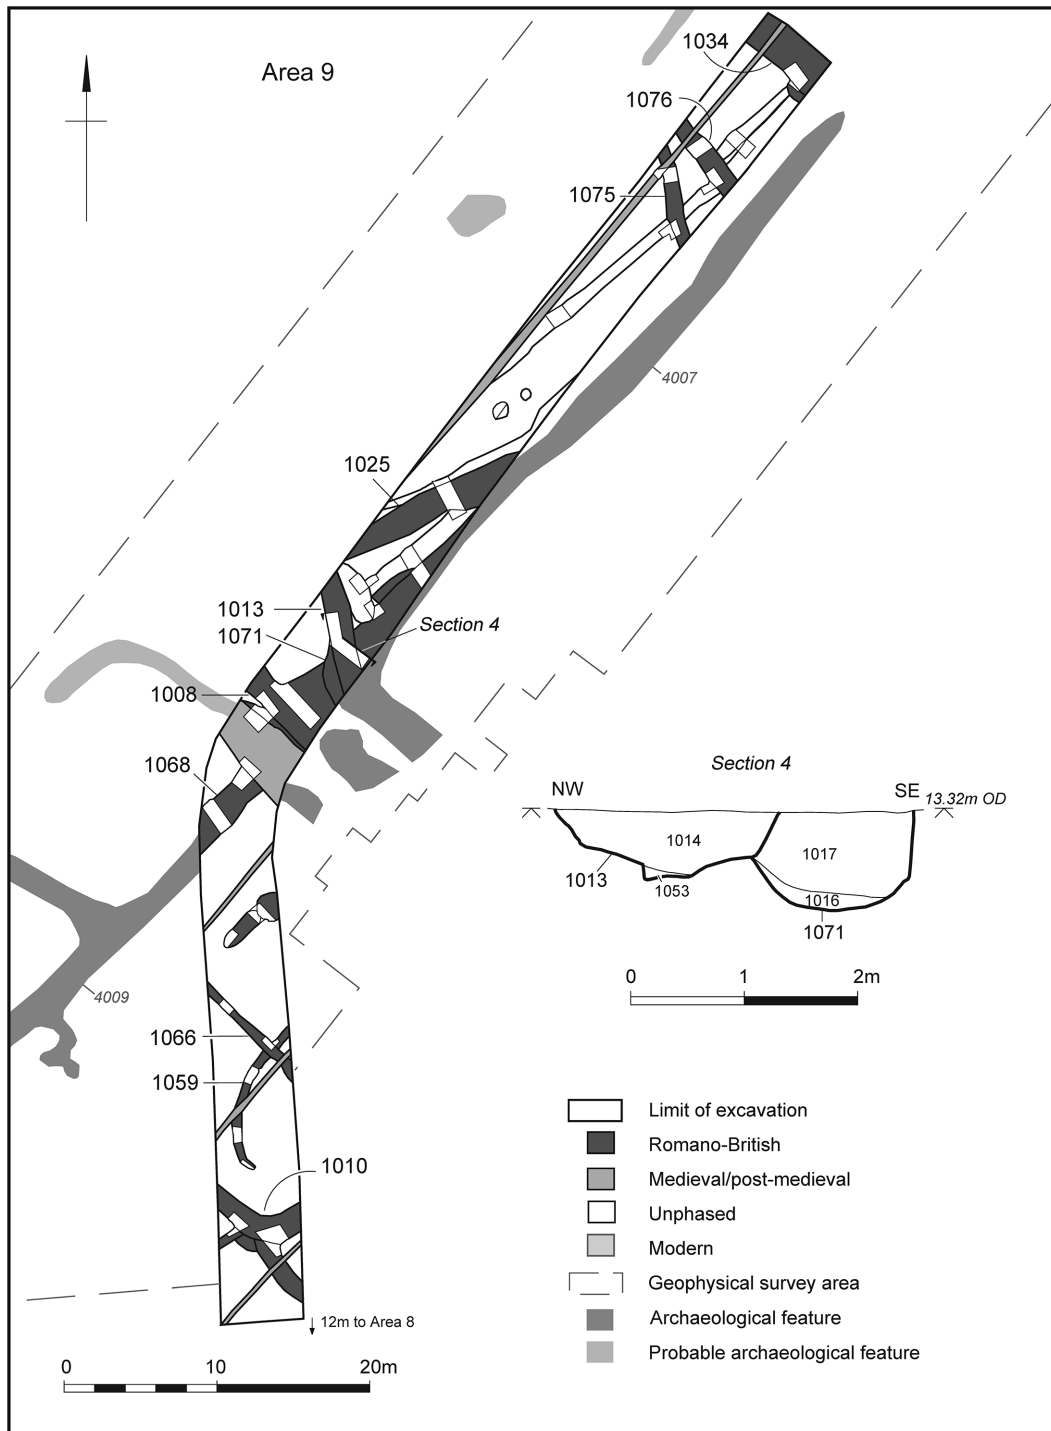 Area 9
1034
1076
1075
4007
1025
1013
1071
Section 4
1008
1068
4009
1066
1059
1010
12m to Area 8
0 10 20m
Section 4
NW SE 13.32m OD
1014
1017
1013
1053
1016
1071
0 1 2m
Limit of excavation
Romano-British
Medieval/post-medieval
Unphased
Modern
Geophysical survey area
Archaeological feature
Probable archaeological feature